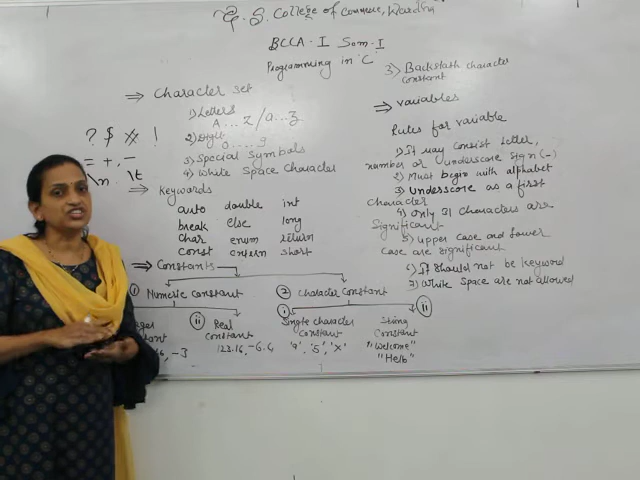 G. S. College of Commerce, Wardha
BCCA - I Sem - I
Programming in 'C'
⇒ Character set
1) Letters
A...Z / a...z
2) Digit
0.....9
3) Special Symbols
4) White Space Character
? $ * !
= + , -
\n \t
⇒ Keywords
auto double int
break else long
char enum return
const extern short
⇒ Constants
① Numeric constant
② Character Constant
ⓘ Single character
Constant
'9', '5', 'x'
ⓘⓘ String
Constant
"Welcome"
"Hello"
ⓘⓘ Real
Constant
123.16, -6.6
, -3
3) Backslash character
constant
⇒ Variables
Rules for variable
1) It may consist letter,
number or underscore sign (-)
2) Must begin with alphabet
3) Underscore as a first
Character
4) Only 31 characters are
Significant
5) Upper case and Lower
Case are significant
6) It should not be keyword
7) White Space are not allowed